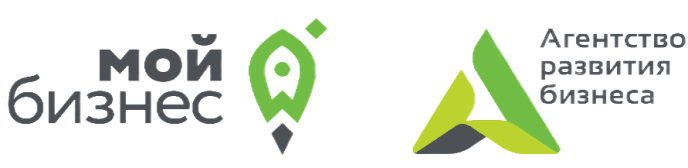 мой
бизнес
Агентство
развития
бизнеса